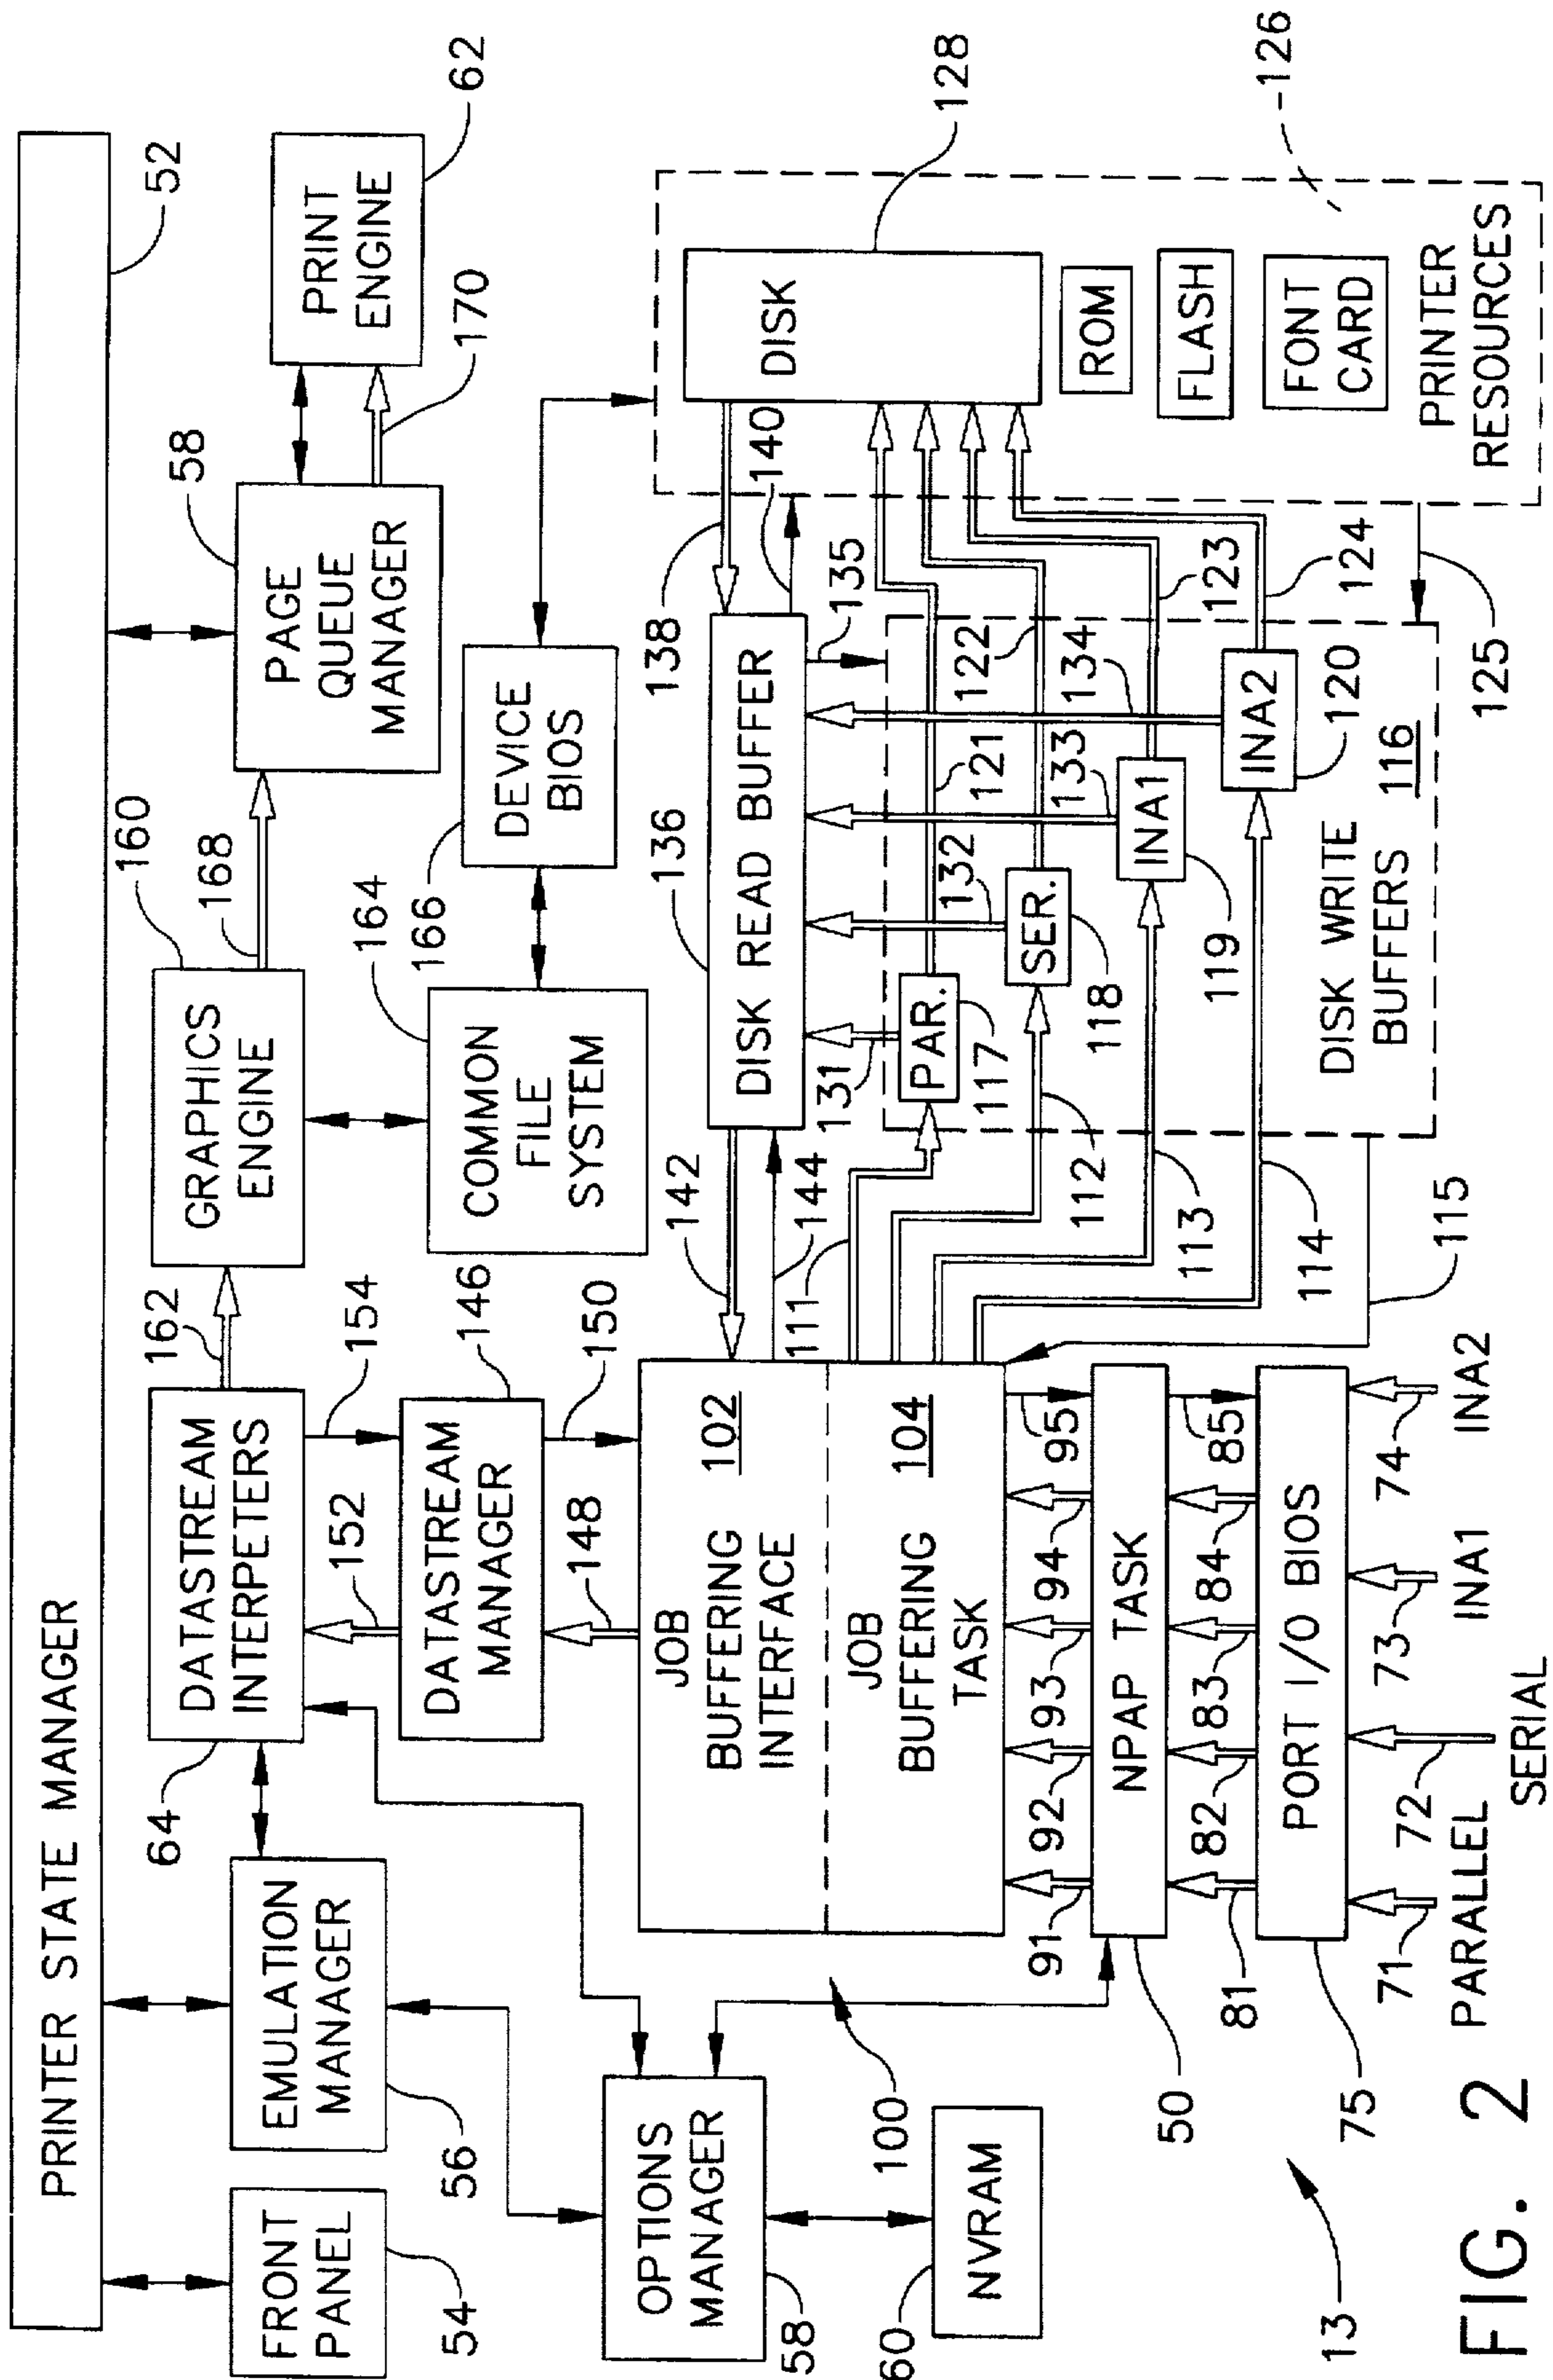 PRINTER STATE MANAGER
52
FRONT
PANEL
54
EMULATION
MANAGER
56
64
DATASTREAM
INTERPETERS
162
GRAPHICS
ENGINE
160
168
PAGE
QUEUE
MANAGER
58
PRINT
ENGINE
62
170
152
154
DATASTREAM
MANAGER
146
148
150
COMMON
FILE
SYSTEM
164
166
DEVICE
BIOS
OPTIONS
MANAGER
58
NVRAM
60
100
JOB
BUFFERING
INTERFACE
102
JOB
BUFFERING
TASK
104
142
144
136
DISK READ BUFFER
138
140
135
DISK
128
ROM
FLASH
FONT
CARD
126
PRINTER
RESOURCES
111
112
113
114
115
131
132
133
134
PAR.
117
SER.
118
INA1
119
INA2
120
121
122
123
124
125
DISK WRITE
BUFFERS
116
91
92
93
94
95
NPAP TASK
50
81
82
83
84
85
PORT I/O BIOS
75
71
72
73
74
PARALLEL
SERIAL
INA1
INA2
13
FIG. 2